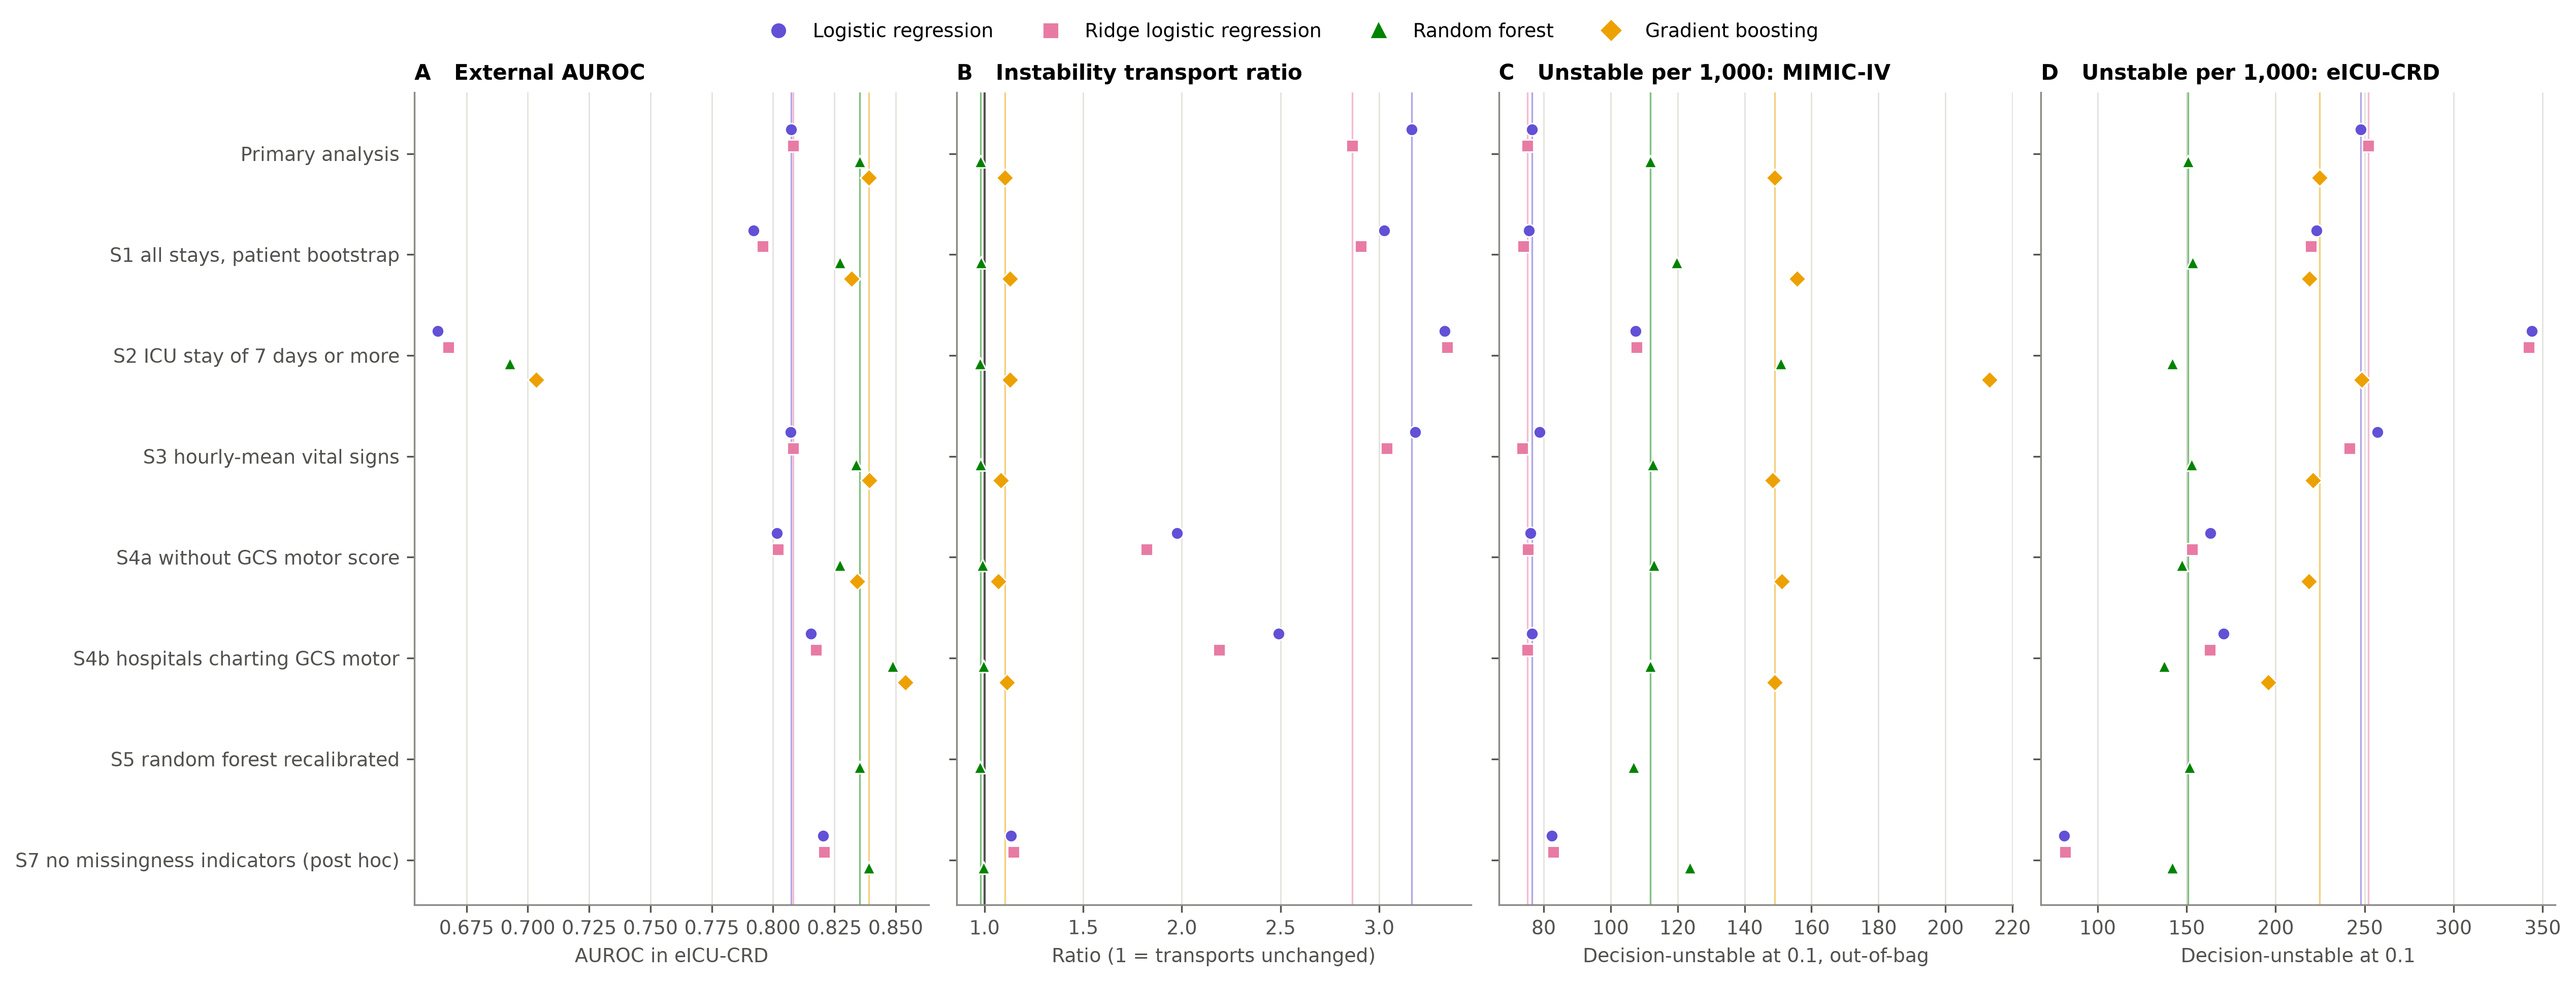 Logistic regression
Ridge logistic regression
Random forest
Gradient boosting
A External AUROC
B Instability transport ratio
C Unstable per 1,000: MIMIC-IV
D Unstable per 1,000: eICU-CRD
Primary analysis
S1 all stays, patient bootstrap
S2 ICU stay of 7 days or more
S3 hourly-mean vital signs
S4a without GCS motor score
S4b hospitals charting GCS motor
S5 random forest recalibrated
S7 no missingness indicators (post hoc)
0.675 0.700 0.725 0.750 0.775 0.800 0.825 0.850
AUROC in eICU-CRD
1.0 1.5 2.0 2.5 3.0
Ratio (1 = transports unchanged)
80 100 120 140 160 180 200 220
Decision-unstable at 0.1, out-of-bag
100 150 200 250 300 350
Decision-unstable at 0.1